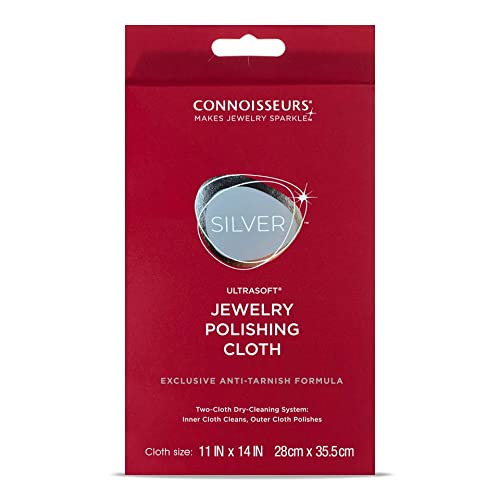 CONNOISSEURS®
MAKES JEWELRY SPARKLE
SILVER™
ULTRASOFT®
JEWELRY
POLISHING
CLOTH
EXCLUSIVE ANTI-TARNISH FORMULA
Two-Cloth Dry-Cleaning System:
Inner Cloth Cleans, Outer Cloth Polishes
Cloth size: 11 IN x 14 IN 28cm x 35.5cm